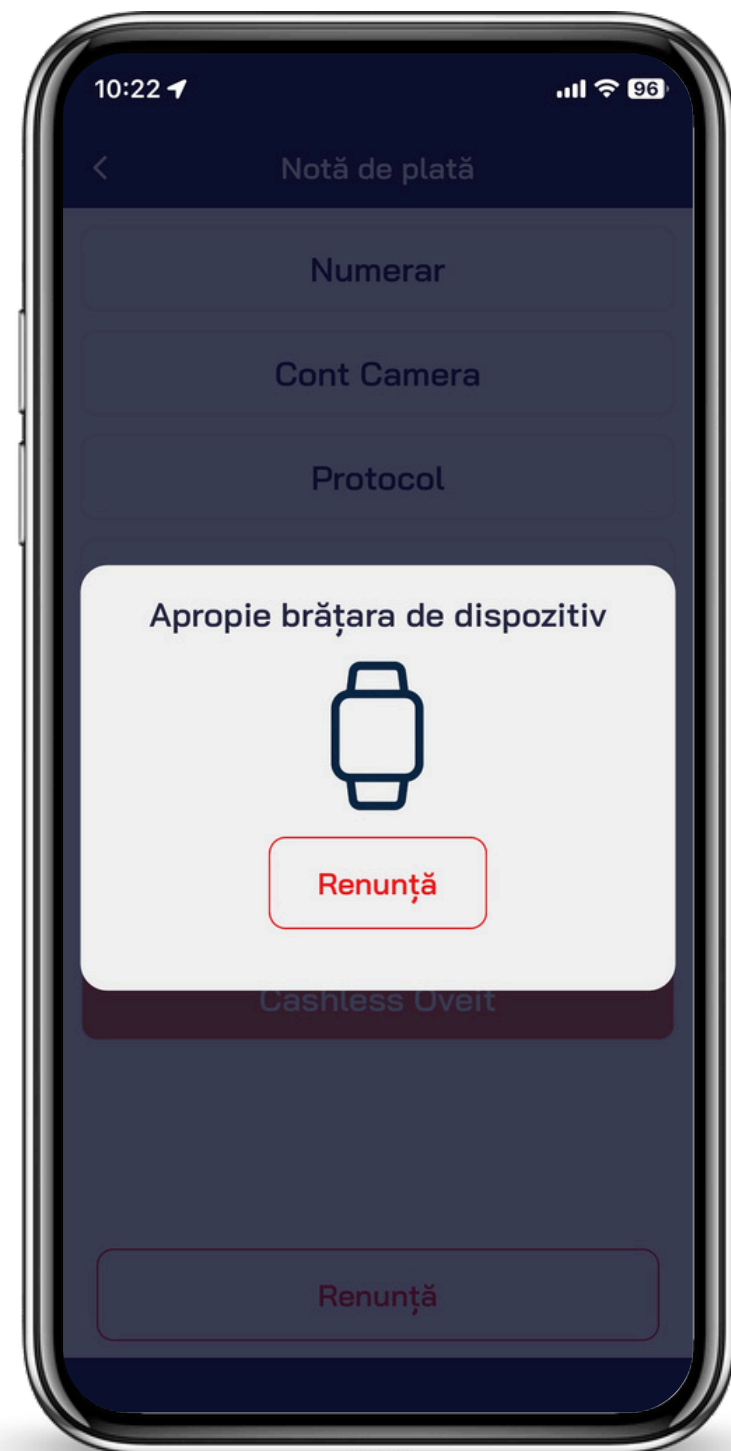 10:22
96
Notă de plată
Numerar
Cont Camera
Protocol
Apropie brățara de dispozitiv
Renunță
Cashless Oveit
Renunță